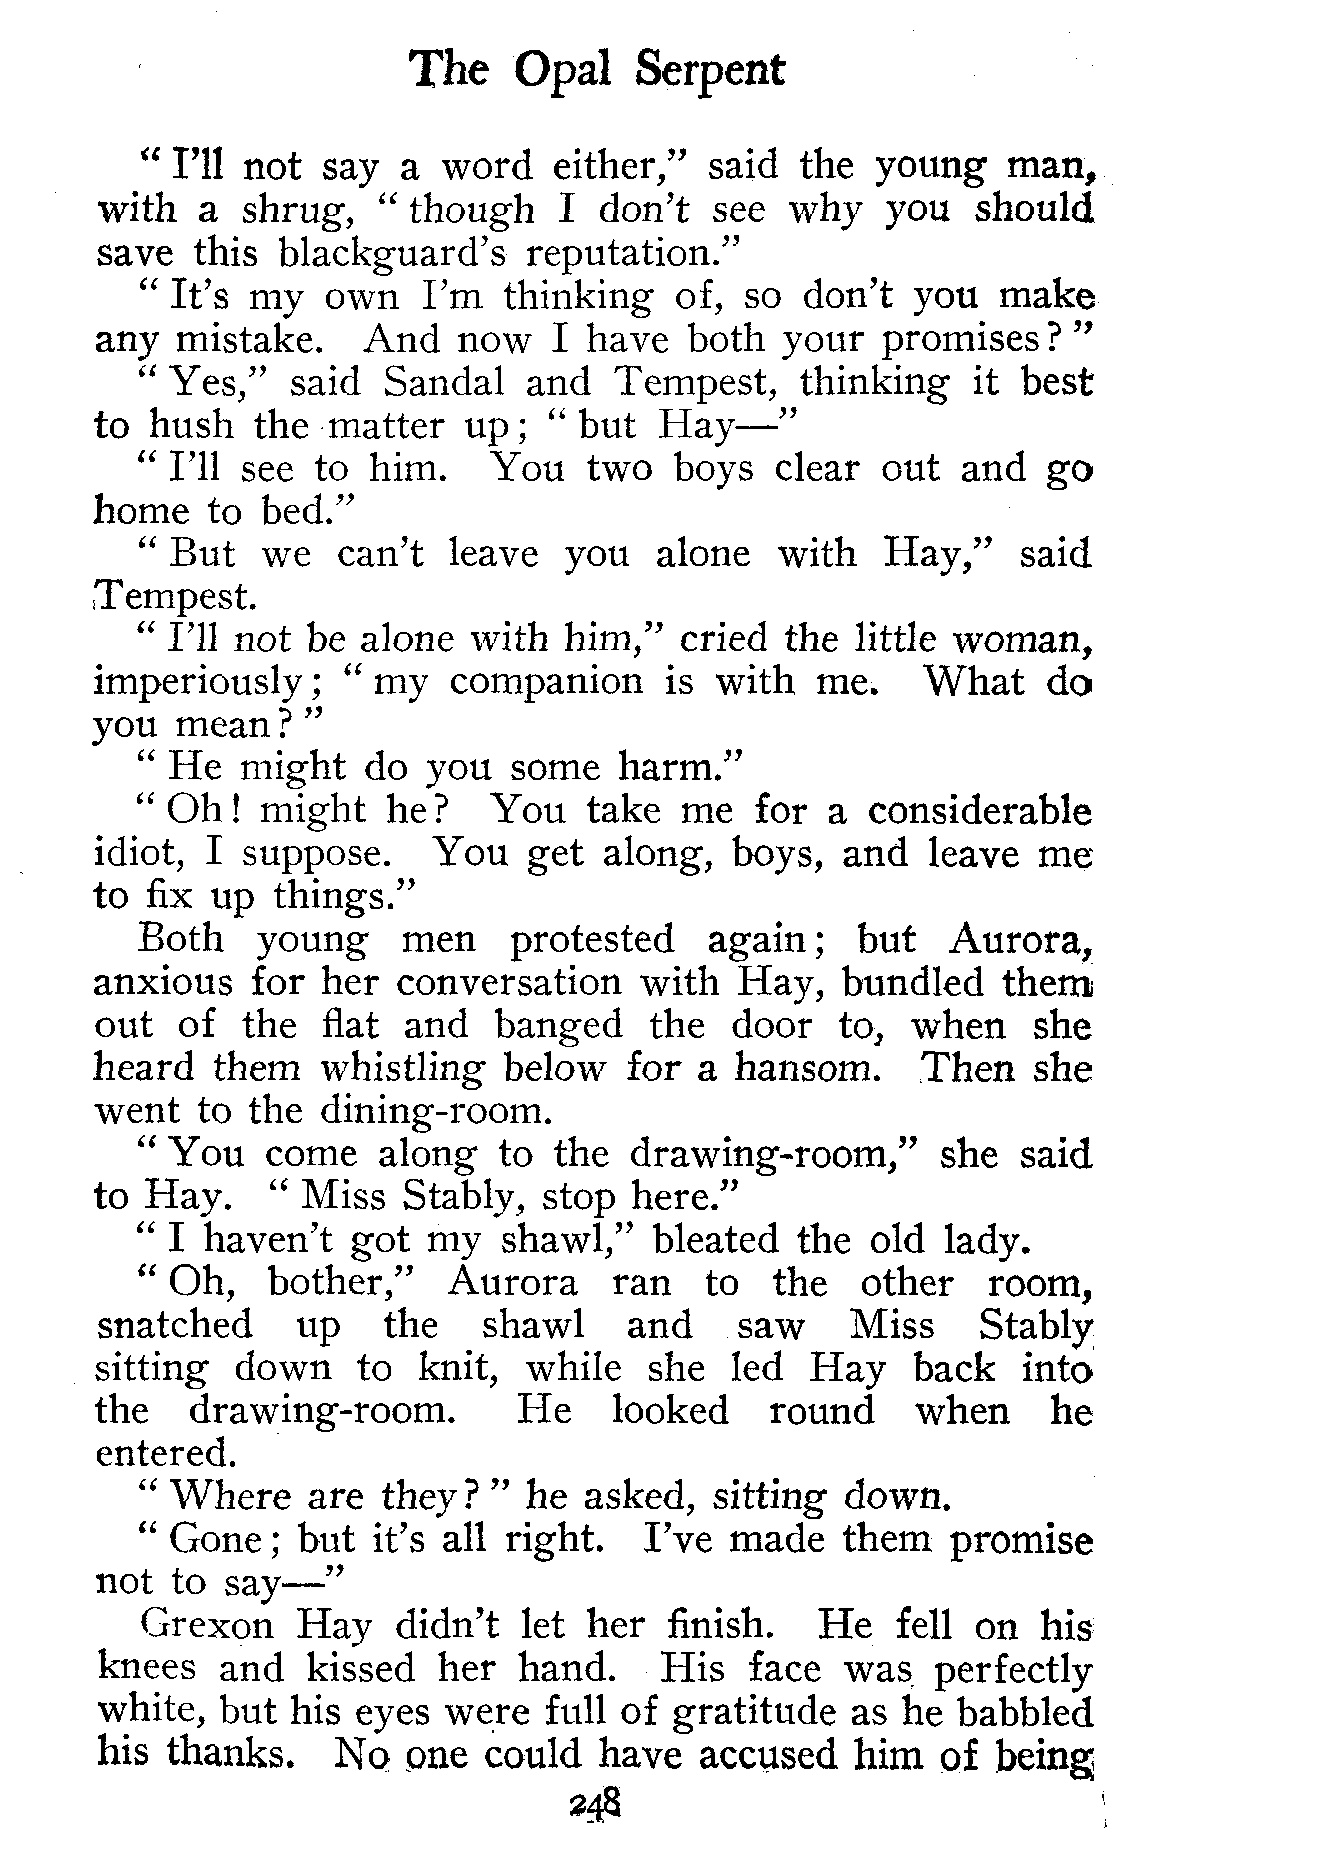 The Opal Serpent
“ I’ll not say a word either,” said the young man,
with a shrug, “ though I don’t see why you should
save this blackguard’s reputation.”
“ It’s my own I’m thinking of, so don’t you make
any mistake. And now I have both your promises? ”
“ Yes,” said Sandal and Tempest, thinking it best
to hush the matter up; “ but Hay—”
“ I’ll see to him. You two boys clear out and go
home to bed.”
“ But we can’t leave you alone with Hay,” said
Tempest.
“ I’ll not be alone with him,” cried the little woman,
imperiously; “ my companion is with me. What do
you mean? ”
“ He might do you some harm.”
“ Oh! might he? You take me for a considerable
idiot, I suppose. You get along, boys, and leave me
to fix up things.”
Both young men protested again; but Aurora,
anxious for her conversation with Hay, bundled them
out of the flat and banged the door to, when she
heard them whistling below for a hansom. Then she
went to the dining-room.
“ You come along to the drawing-room,” she said
to Hay. “ Miss Stably, stop here.”
“ I haven’t got my shawl,” bleated the old lady.
“ Oh, bother,” Aurora ran to the other room,
snatched up the shawl and saw Miss Stably
sitting down to knit, while she led Hay back into
the drawing-room. He looked round when he
entered.
“ Where are they? ” he asked, sitting down.
“ Gone; but it’s all right. I’ve made them promise
not to say—”
Grexon Hay didn’t let her finish. He fell on his
knees and kissed her hand. His face was perfectly
white, but his eyes were full of gratitude as he babbled
his thanks. No one could have accused him of being
248